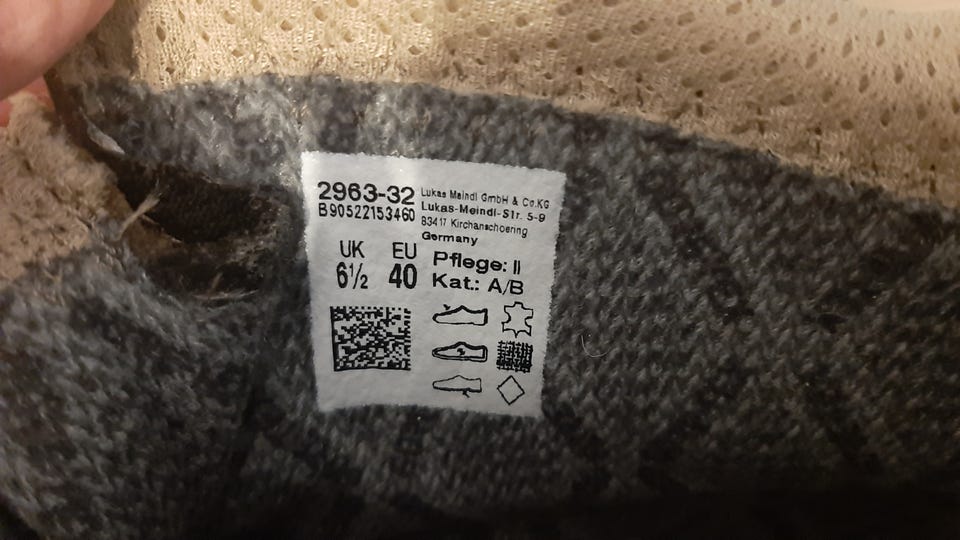 2963-32
B90522153460
Lukas Meindl GmbH & Co.KG
Lukas-Meindl-Str. 5-9
83417 Kirchanschoering
Germany
UK EU
6½ 40
Pflege: II
Kat.: A/B